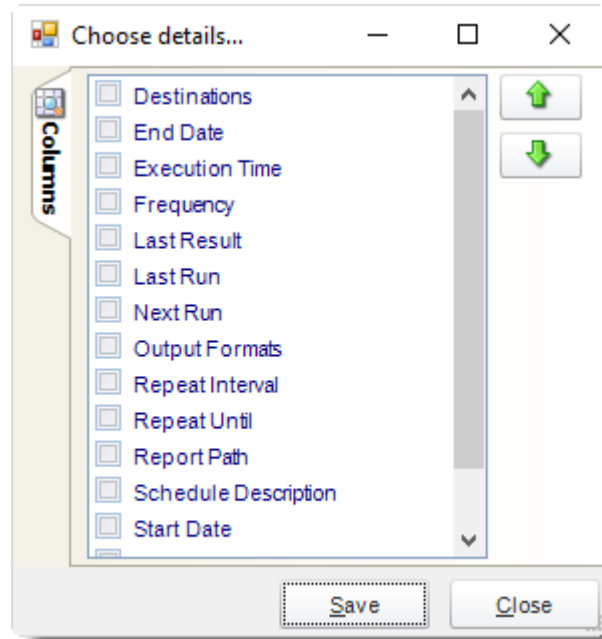 Choose details...
Columns
Destinations
End Date
Execution Time
Frequency
Last Result
Last Run
Next Run
Output Formats
Repeat Interval
Repeat Until
Report Path
Schedule Description
Start Date
Save
Close